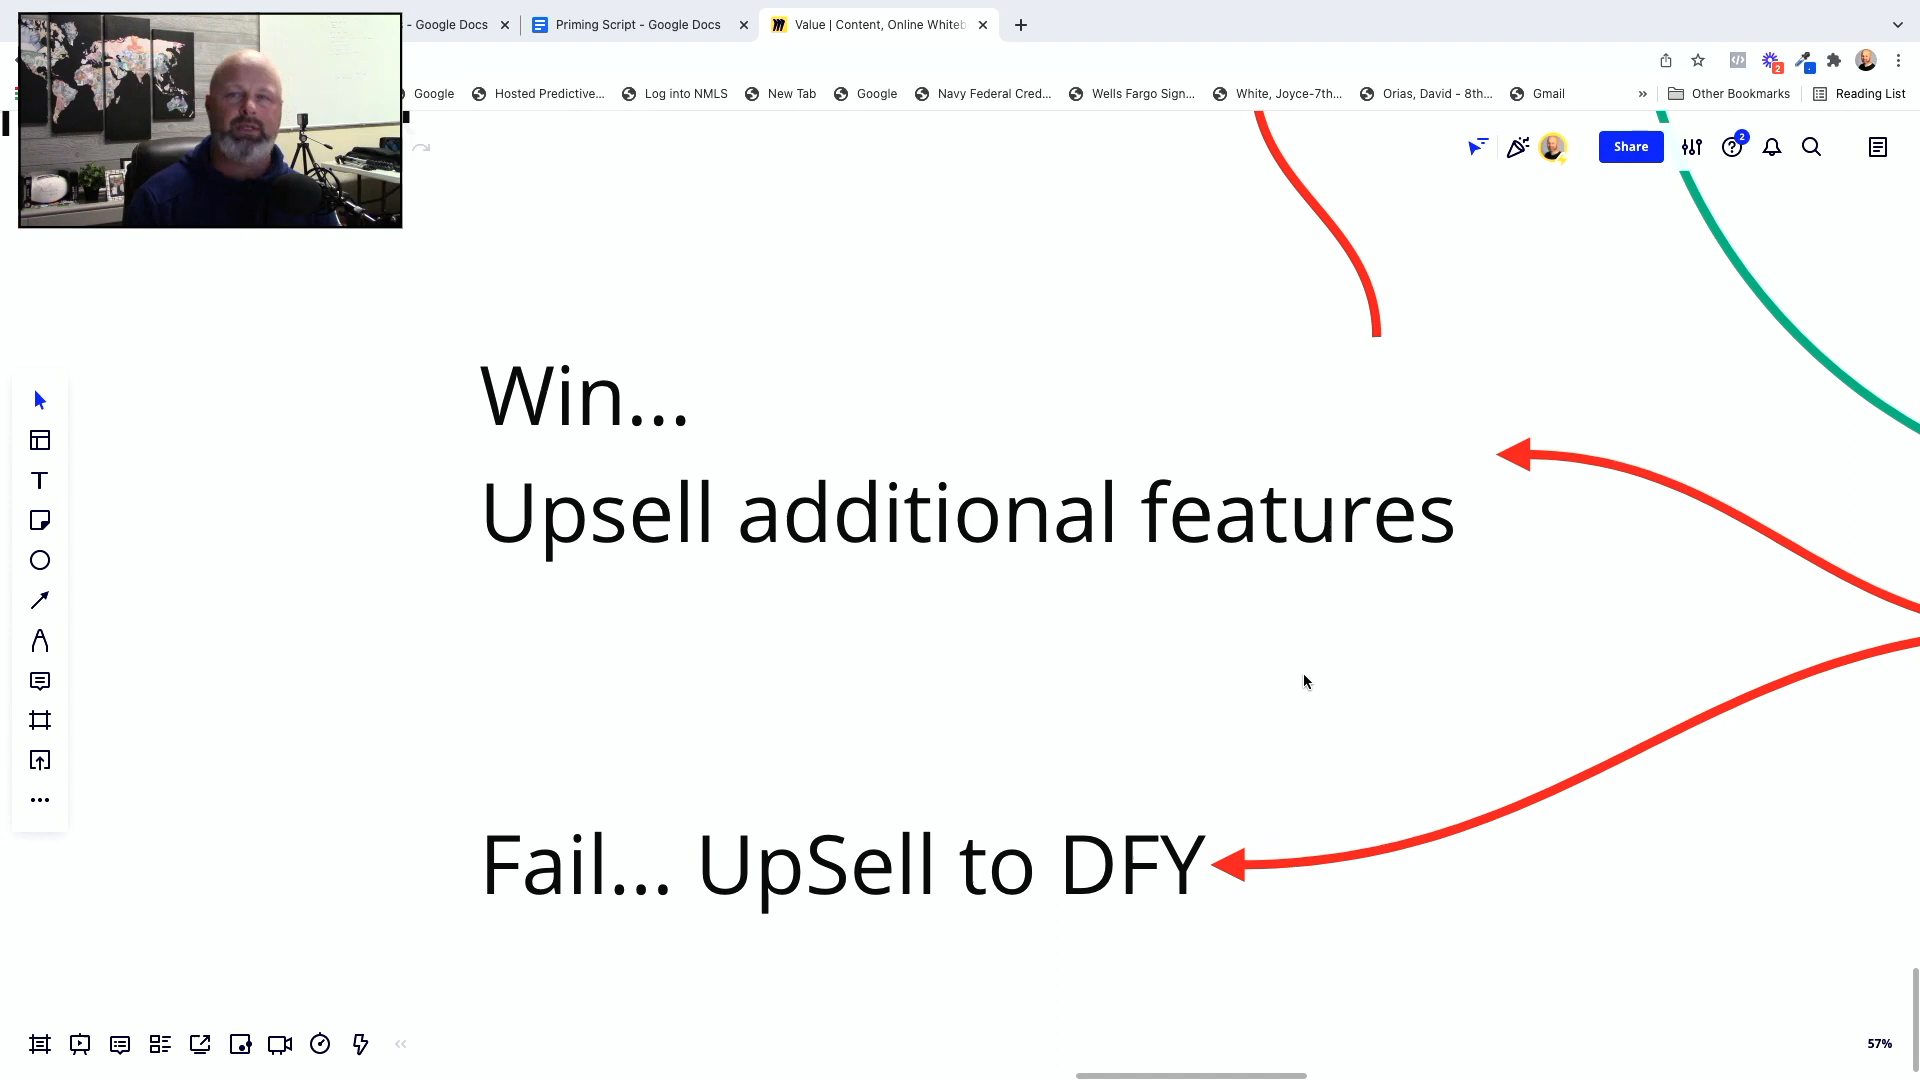 - Google Docs
Priming Script - Google Docs
Value | Content, Online Whiteb
Google
Hosted Predictive...
Log into NMLS
New Tab
Google
Navy Federal Cred...
Wells Fargo Sign...
White, Joyce-7th...
Orias, David - 8th...
Gmail
»
Other Bookmarks
Reading List
2
Share
2
Win...
Upsell additional features
Fail... UpSell to DFY
57%